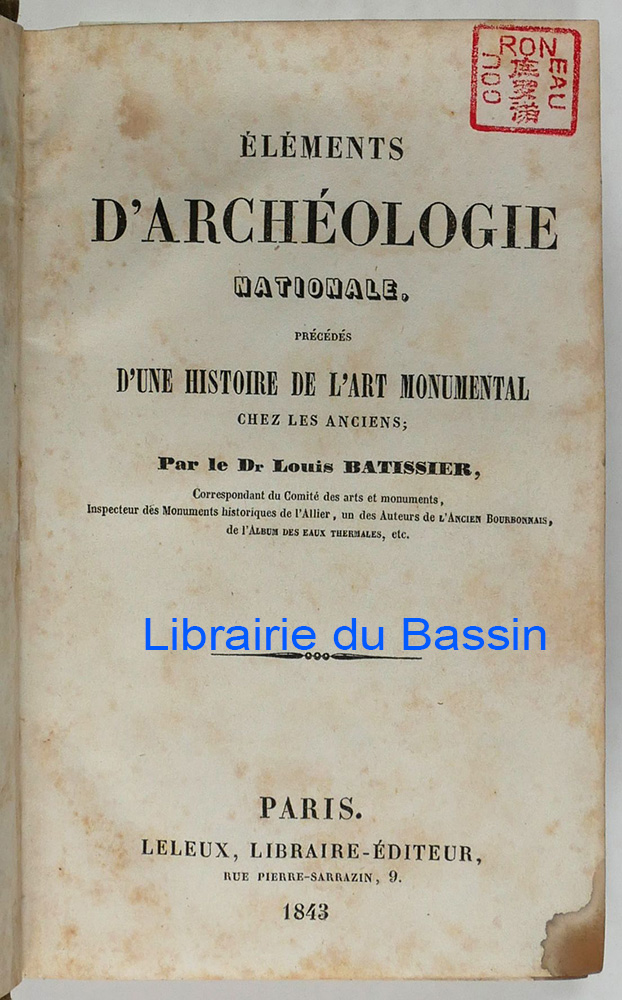 RON
EAU
ÉLÉMENTS
D'ARCHÉOLOGIE
NATIONALE,
PRÉCÉDÉS
D'UNE HISTOIRE DE L'ART MONUMENTAL
CHEZ LES ANCIENS;
Par le Dr Louis BATISSIER,
Correspondant du Comité des arts et monuments,
Inspecteur des Monuments historiques de l'Allier, un des Auteurs de L'ANCIEN BOURBONNAIS,
de l'ALBUM DES EAUX THERMALES, etc.
Librairie du Bassin
PARIS.
LELEUX, LIBRAIRE-ÉDITEUR,
RUE PIERRE-SARRAZIN, 9.
1843